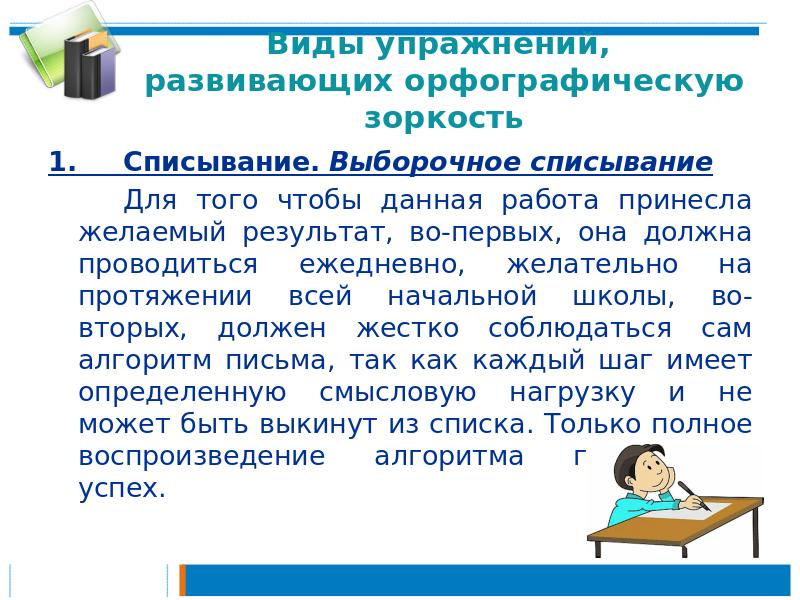 Виды упражнений,
развивающих орфографическую
зоркость
1. Списывание. Выборочное списывание
Для того чтобы данная работа принесла
желаемый результат, во-первых, она должна
проводиться ежедневно, желательно на
протяжении всей начальной школы, во-
вторых, должен жестко соблюдаться сам
алгоритм письма, так как каждый шаг имеет
определенную смысловую нагрузку и не
может быть выкинут из списка. Только полное
воспроизведение алгоритма
успех.